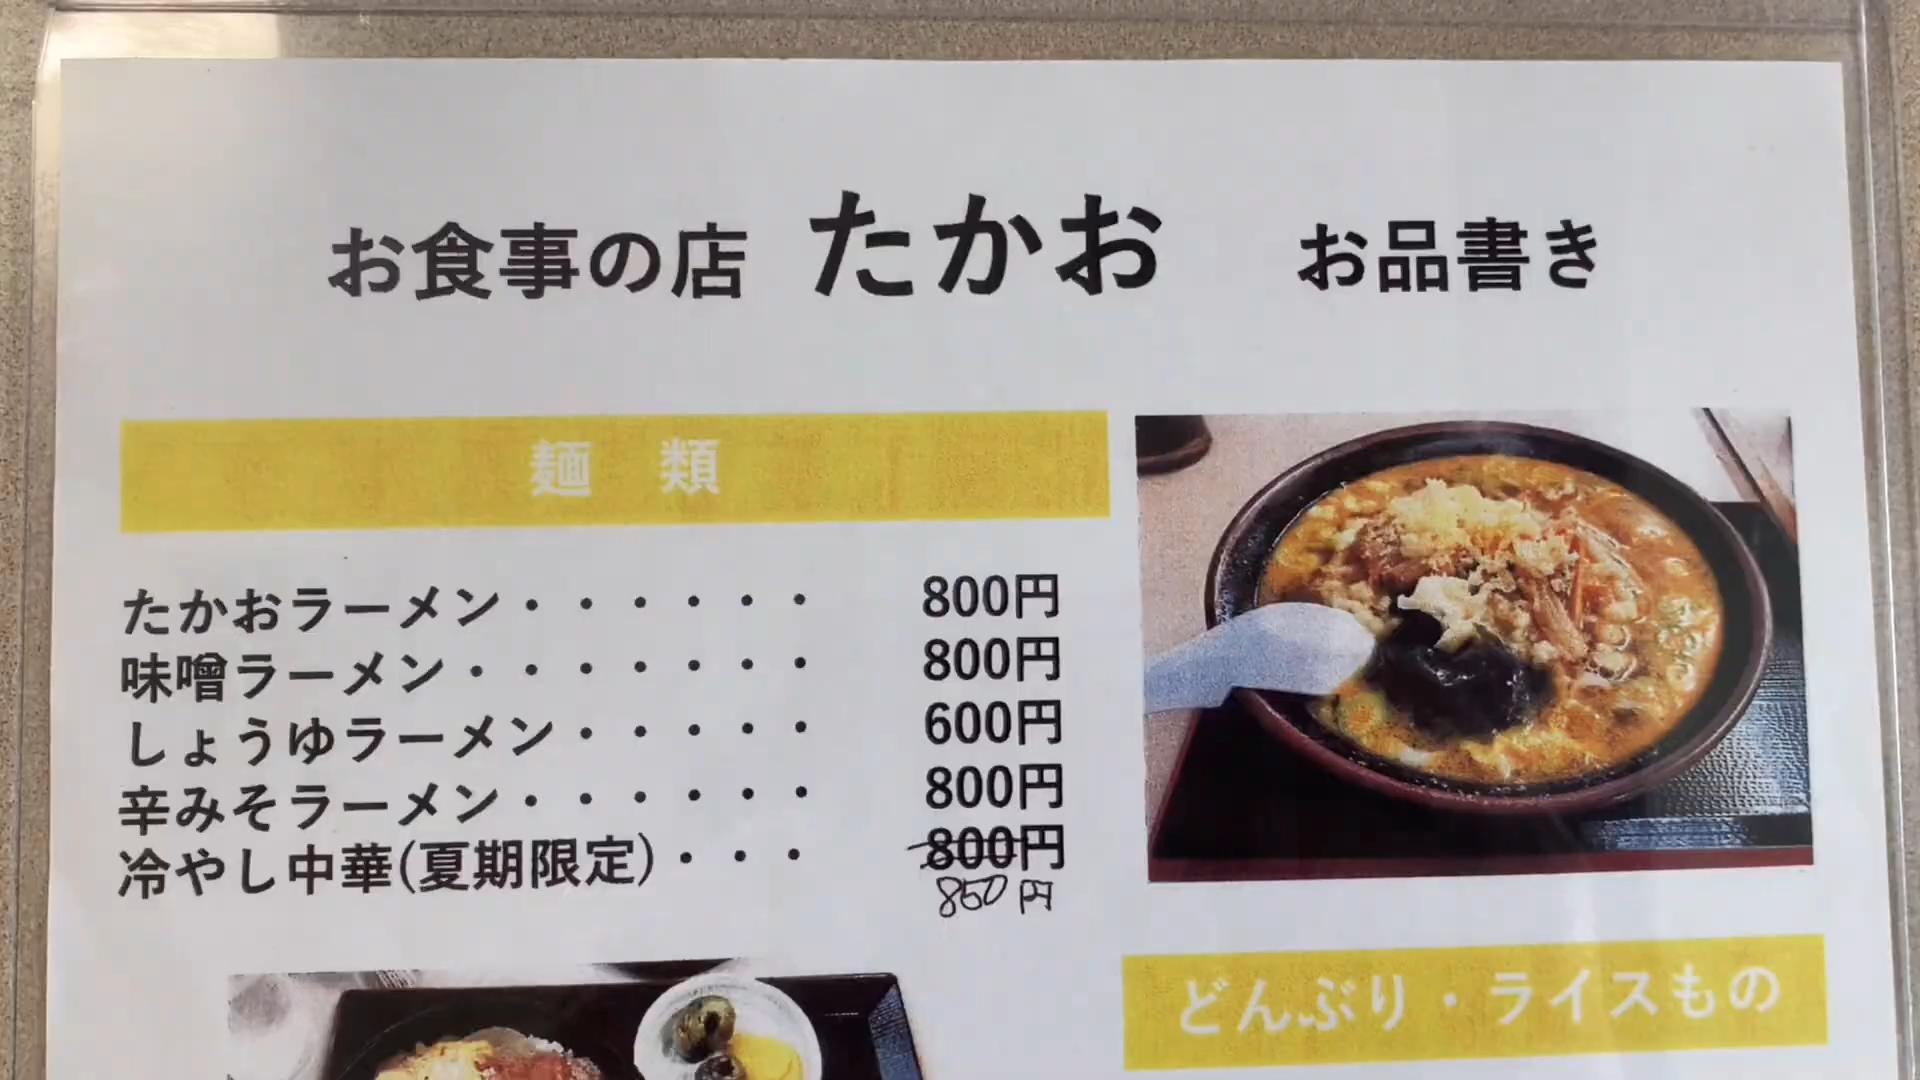 お食事の店 たかお お品書き
麺 類
たかおラーメン・・・・・・ 800円
味噌ラーメン・・・・・・・ 800円
しょうゆラーメン・・・・・ 600円
辛みそラーメン・・・・・・ 800円
冷やし中華(夏期限定)・・・ 800円
850円
どんぶり・ライスもの